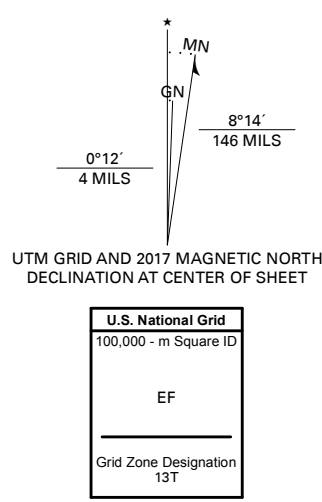 ★
MN
GN
8°14´
146 MILS
0°12´
4 MILS
UTM GRID AND 2017 MAGNETIC NORTH
DECLINATION AT CENTER OF SHEET
U.S. National Grid
100,000 - m Square ID
EF
Grid Zone Designation
13T